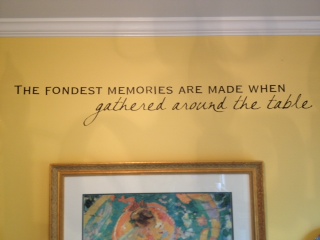 THE FONDEST MEMORIES ARE MADE WHEN
gathered around the table